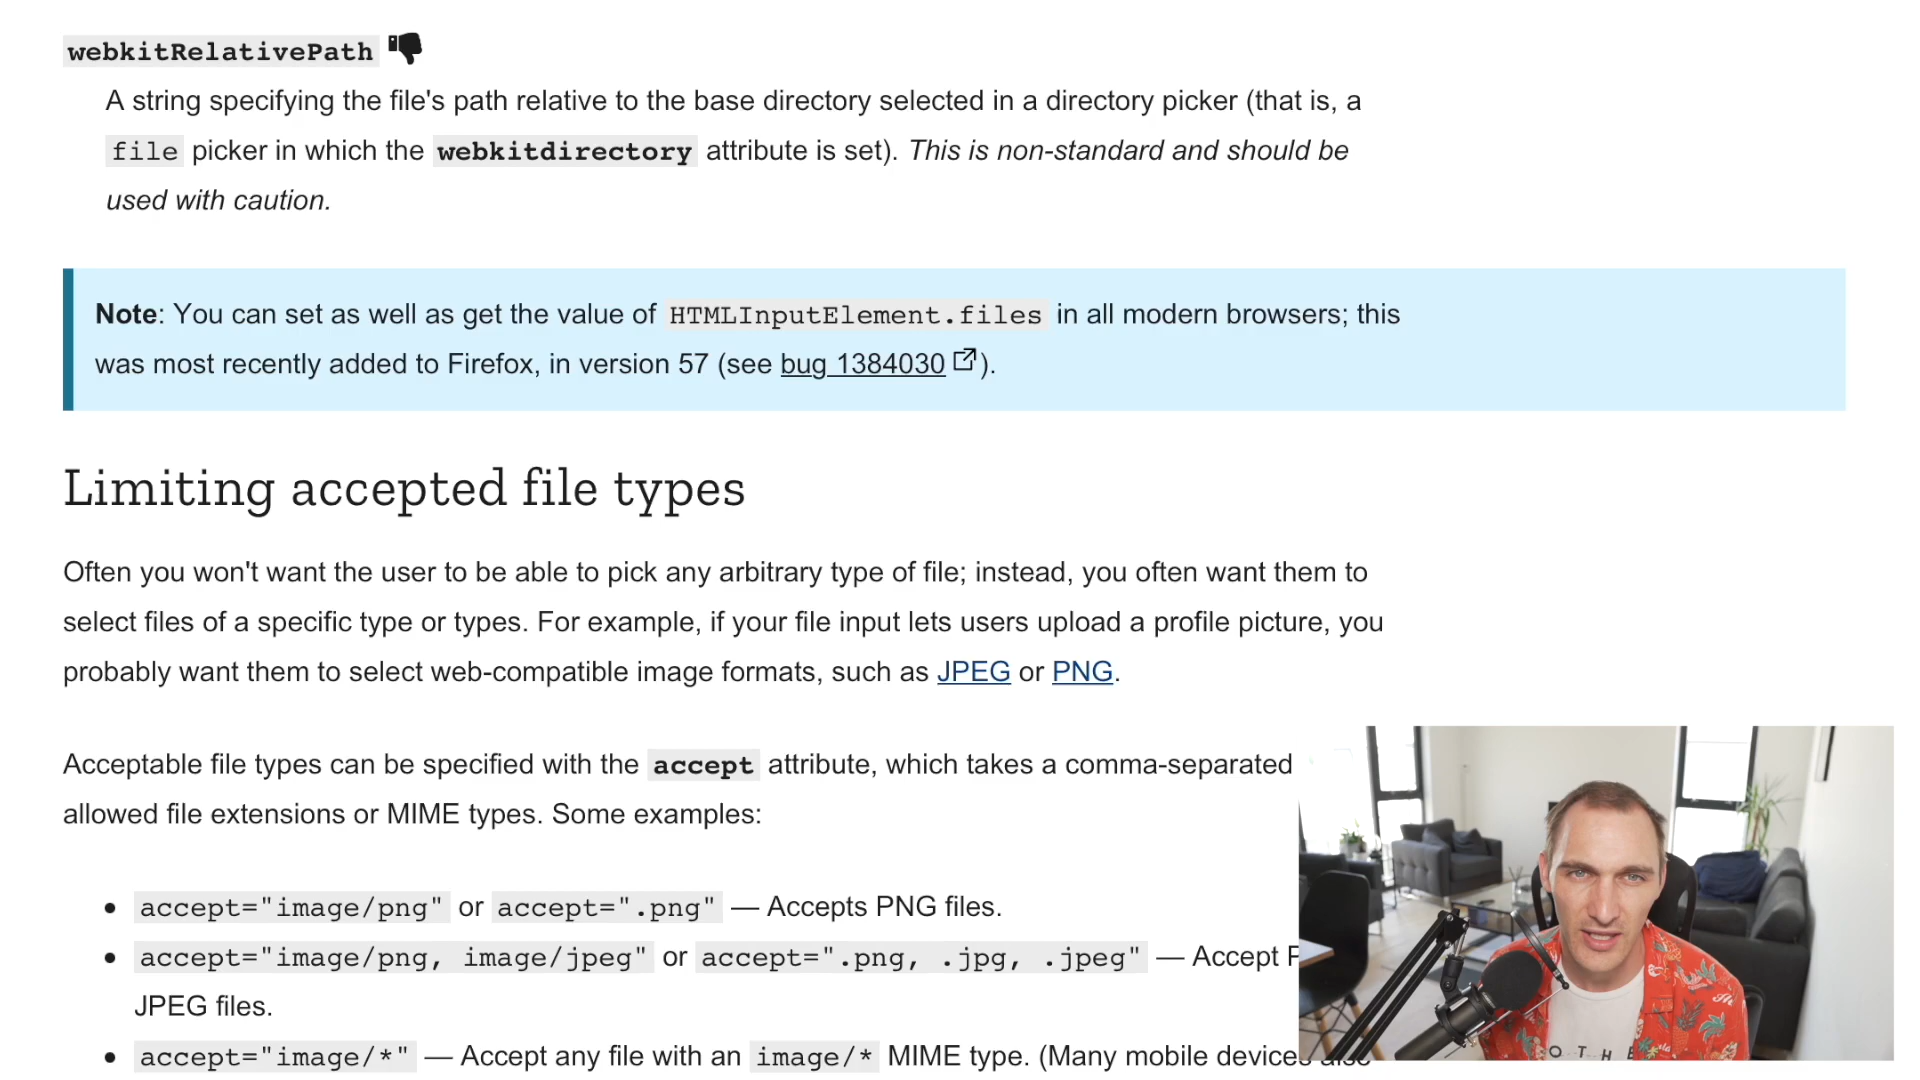 webkitRelativePath
A string specifying the file's path relative to the base directory selected in a directory picker (that is, a
file picker in which the webkitdirectory attribute is set). This is non-standard and should be
used with caution.
Note: You can set as well as get the value of HTMLInputElement.files in all modern browsers; this
was most recently added to Firefox, in version 57 (see bug 1384030 ).
Limiting accepted file types
Often you won't want the user to be able to pick any arbitrary type of file; instead, you often want them to
select files of a specific type or types. For example, if your file input lets users upload a profile picture, you
probably want them to select web-compatible image formats, such as JPEG or PNG.
Acceptable file types can be specified with the accept attribute, which takes a comma-separated
allowed file extensions or MIME types. Some examples:
• accept="image/png" or accept=".png" — Accepts PNG files.
• accept="image/png, image/jpeg" or accept=".png, .jpg, .jpeg" — Accept
JPEG files.
• accept="image/*" — Accept any file with an image/* MIME type. (Many mobile devices also
OTHE